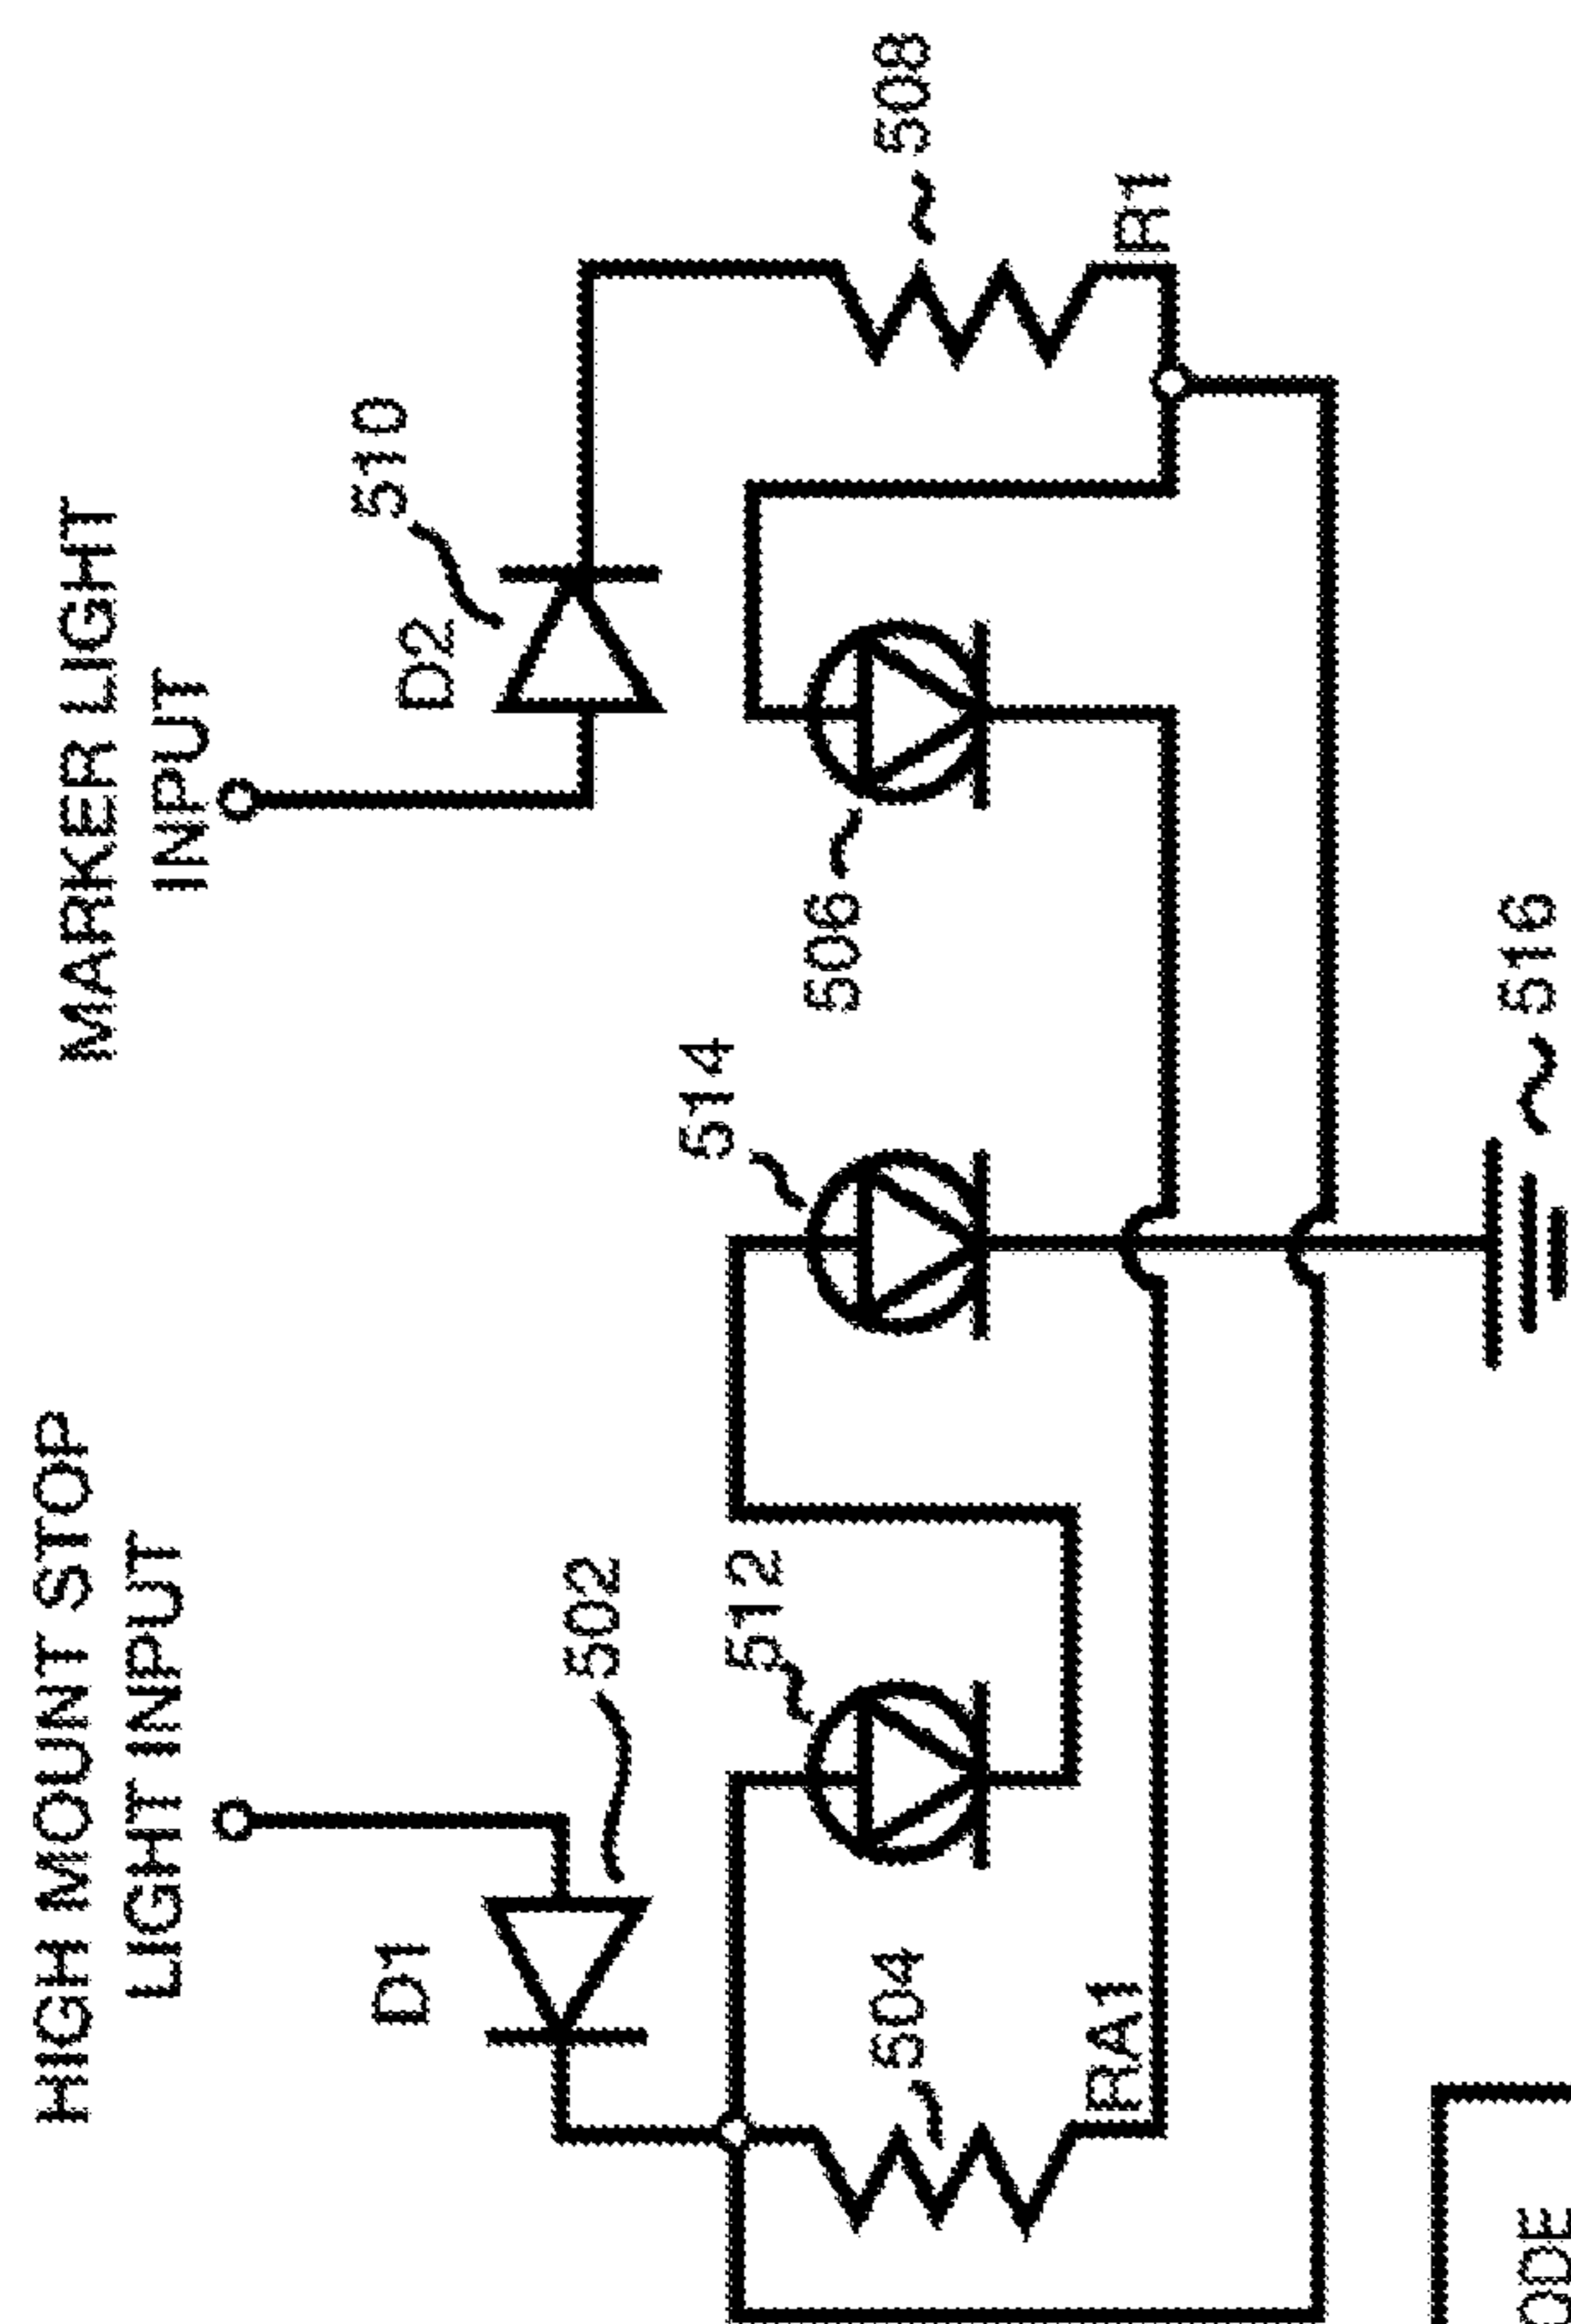 HIGH MOUNT STOP
LIGHT INPUT
MARKER LIGHT
INPUT
D1
502
D2
510
512
514
504
506
508
RA1
R1
516
ODE